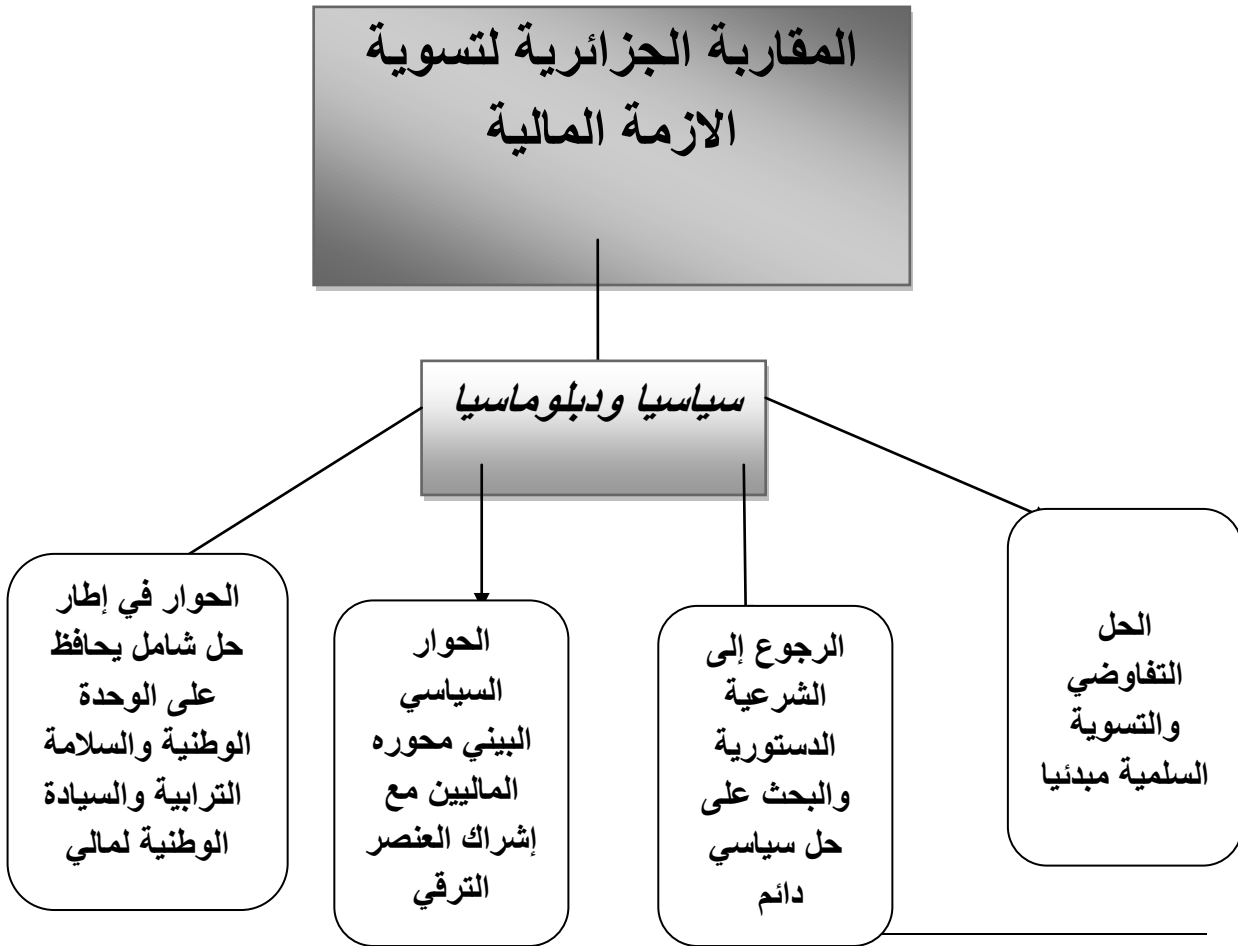 المقاربة الجزائرية لتسوية
الازمة المالية
سياسيا ودبلوماسيا
الحل
التفاوضي
والتسوية
السلمية مبدئيا
الرجوع إلى
الشرعية
الدستورية
والبحث على
حل سياسي
دائم
الحوار
السياسي
البيني محوره
الماليين مع
إشراك العنصر
الترقي
الحوار في إطار
حل شامل يحافظ
على الوحدة
الوطنية والسلامة
الترابية والسيادة
الوطنية لمالي